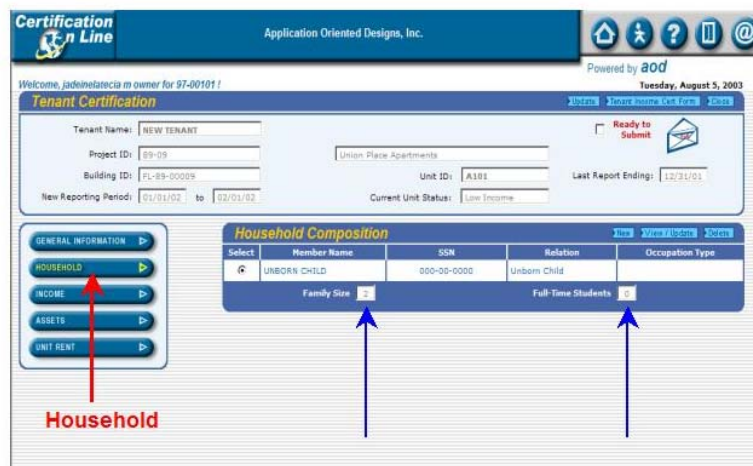 Certification
On Line
Application Oriented Designs, Inc.
Powered by aod
Welcome, jadeinelatecia m owner for 97-00101 !
Tuesday, August 5, 2003
Tenant Certification
Update
Tenant Income Cert Form
Close
Tenant Name: NEW TENANT
Ready to
Submit
Project ID: 89-09
Union Place Apartments
Building ID: FL-89-00009
Unit ID: A101
Last Report Ending: 12/31/01
New Reporting Period: 01/01/02 to 02/01/02
Current Unit Status: Low Income
GENERAL INFORMATION
HOUSEHOLD
INCOME
ASSETS
UNIT RENT
Household Composition
New
View / Update
Delete
Select Member Name SSN Relation Occupation Type
UNBORN CHILD 000-00-0000 Unborn Child
Family Size 2
Full-Time Students 0
Household